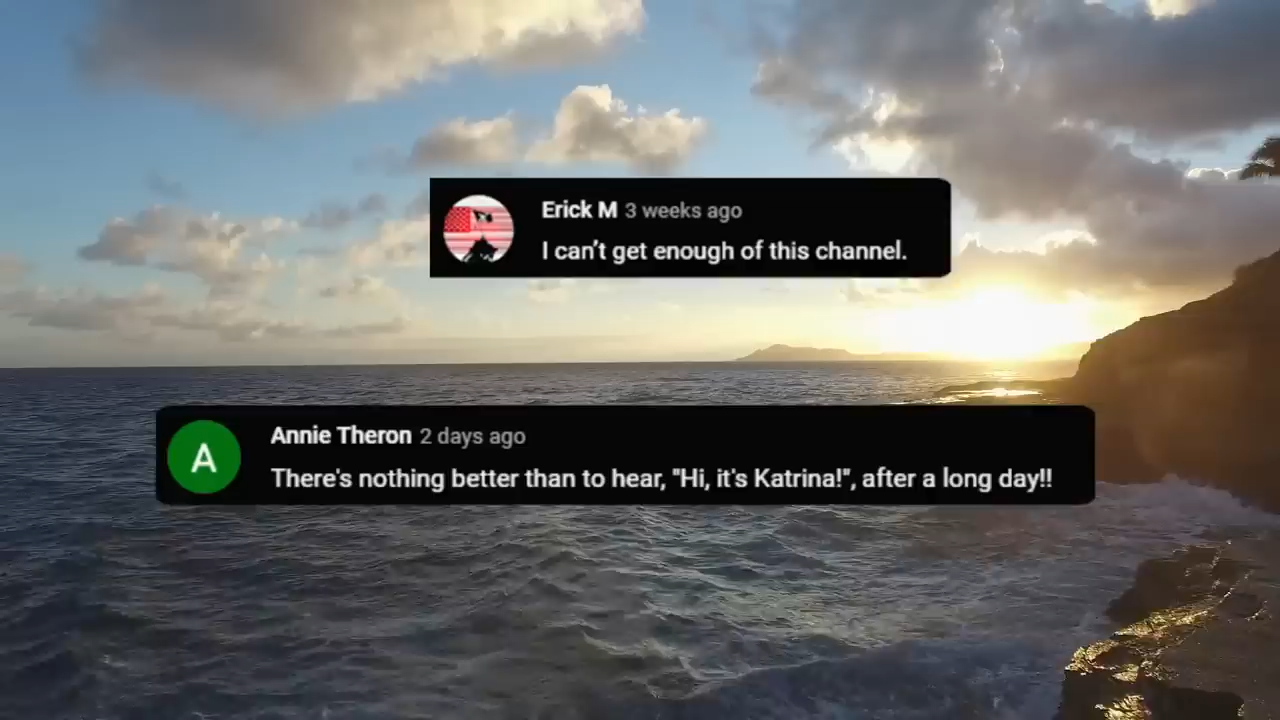 Erick M 3 weeks ago
I can't get enough of this channel.
A
Annie Theron 2 days ago
There's nothing better than to hear, "Hi, it's Katrina!", after a long day!!